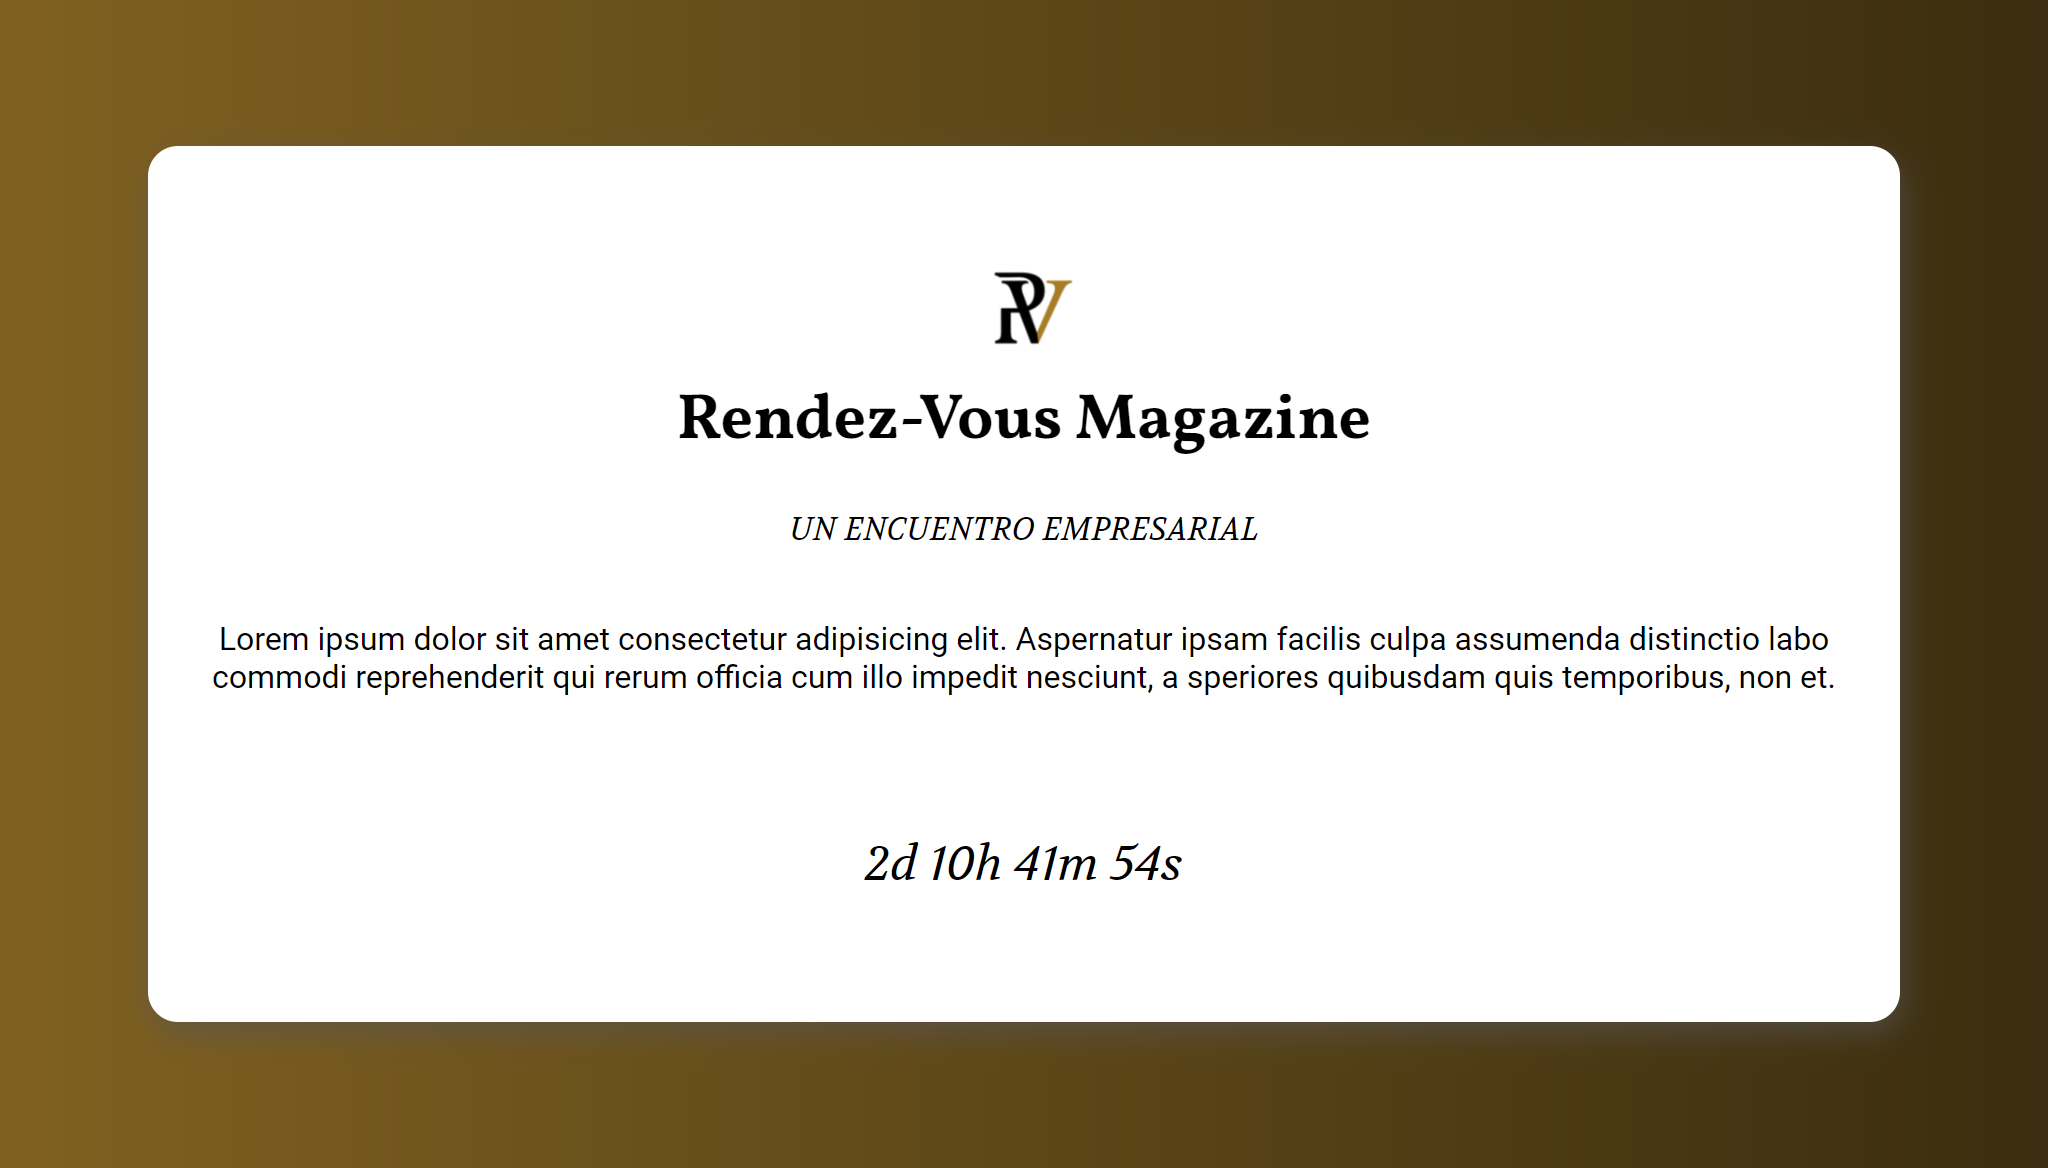 RV
Rendez-Vous Magazine
UN ENCUENTRO EMPRESARIAL
Lorem ipsum dolor sit amet consectetur adipisicing elit. Aspernatur ipsam facilis culpa assumenda distinctio labo
commodi reprehenderit qui rerum officia cum illo impedit nesciunt, a speriores quibusdam quis temporibus, non et.
2d 10h 41m 54s